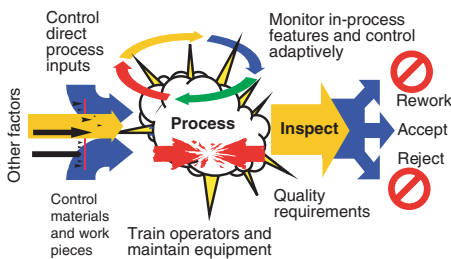 Control
direct
process
inputs
Monitor in-process
features and control
adaptively
Other factors
Process
Inspect
Rework
Accept
Reject
Control
materials and work
pieces
Train operators and
maintain equipment
Quality
requirements